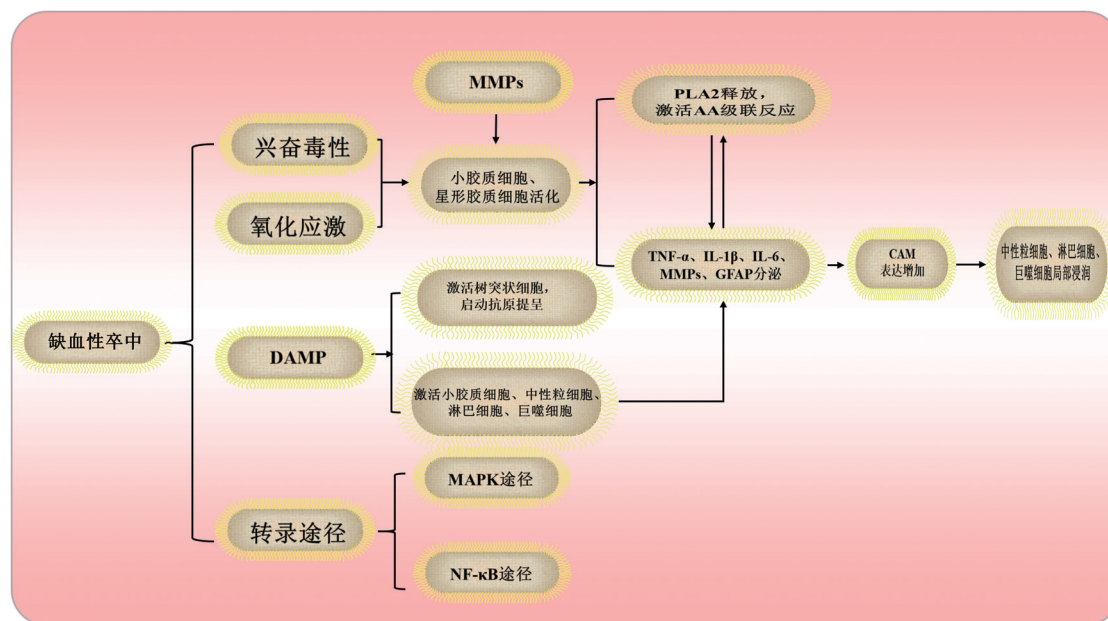 MMPs
PLA2释放，
激活AA级联反应
兴奋毒性
小胶质细胞、
星形胶质细胞活化
氧化应激
TNF-α、IL-1β、IL-6、
MMPs、GFAP分泌
CAM
表达增加
中性粒细胞、淋巴细胞、
巨噬细胞局部浸润
激活树突状细胞，
启动抗原提呈
缺血性卒中
DAMP
激活小胶质细胞、中性粒细胞、
淋巴细胞、巨噬细胞
MAPK途径
转录途径
NF-κB途径